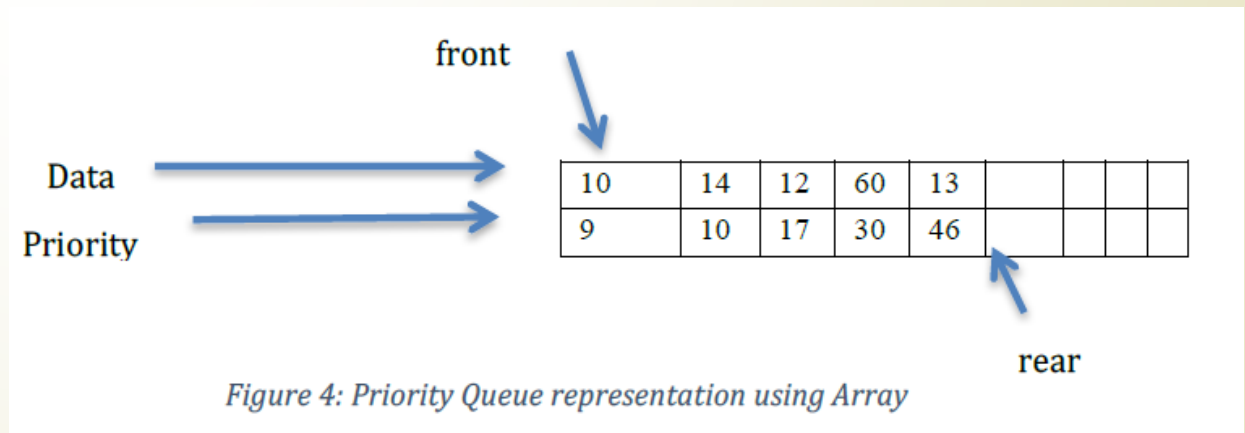 front
Data
10 14 12 60 13
Priority
9 10 17 30 46
rear
Figure 4: Priority Queue representation using Array